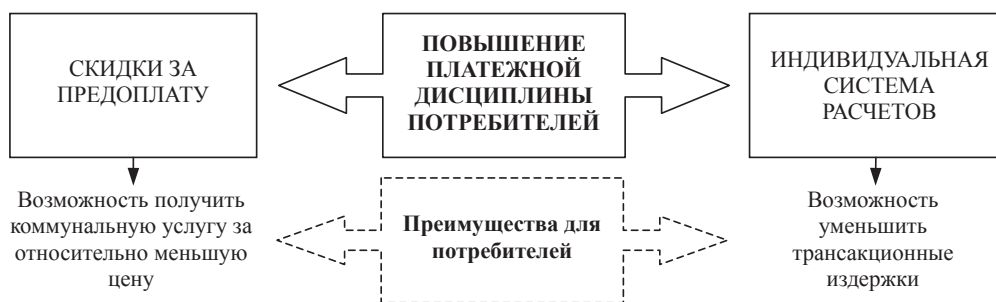 СКИДКИ ЗА
ПРЕДОПЛАТУ
ПОВЫШЕНИЕ
ПЛАТЕЖНОЙ
ДИСЦИПЛИНЫ
ПОТРЕБИТЕЛЕЙ
ИНДИВИДУАЛЬНАЯ
СИСТЕМА
РАСЧЕТОВ
Возможность получить
коммунальную услугу за
относительно меньшую
цену
Преимущества для
потребителей
Возможность
уменьшить
трансакционные
издержки